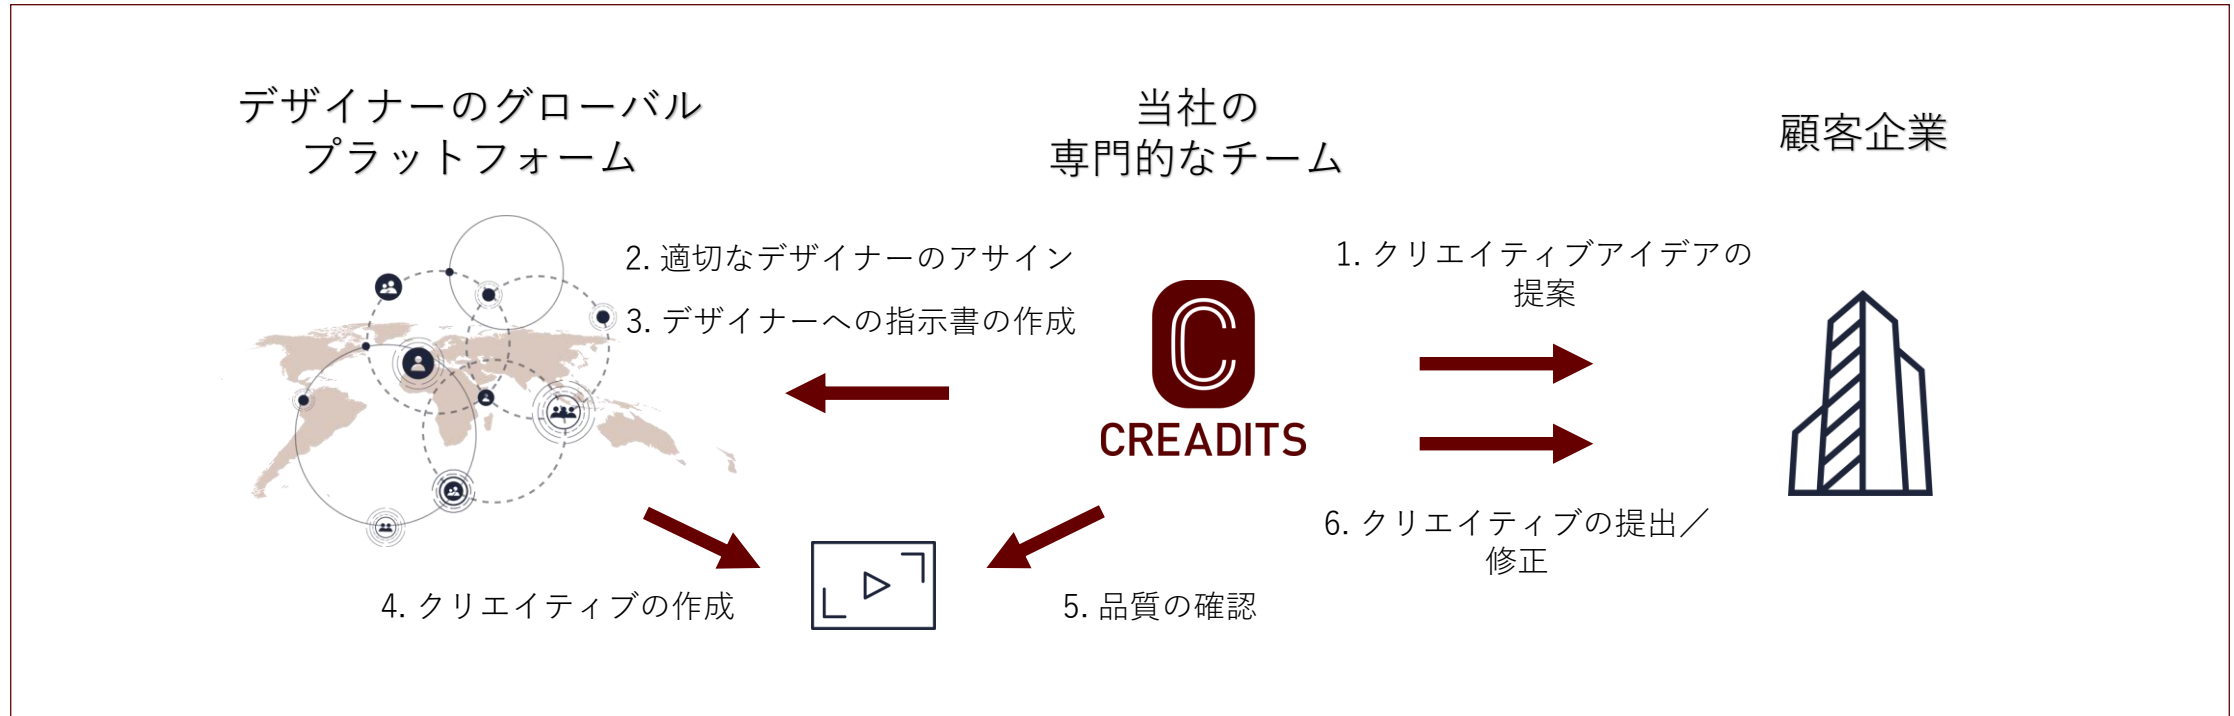 デザイナーのグローバル
プラットフォーム
当社の
専門的なチーム
顧客企業
2. 適切なデザイナーのアサイン
3. デザイナーへの指示書の作成
1. クリエイティブアイデアの
提案
C
CREADITS
6. クリエイティブの提出／
修正
4. クリエイティブの作成
5. 品質の確認